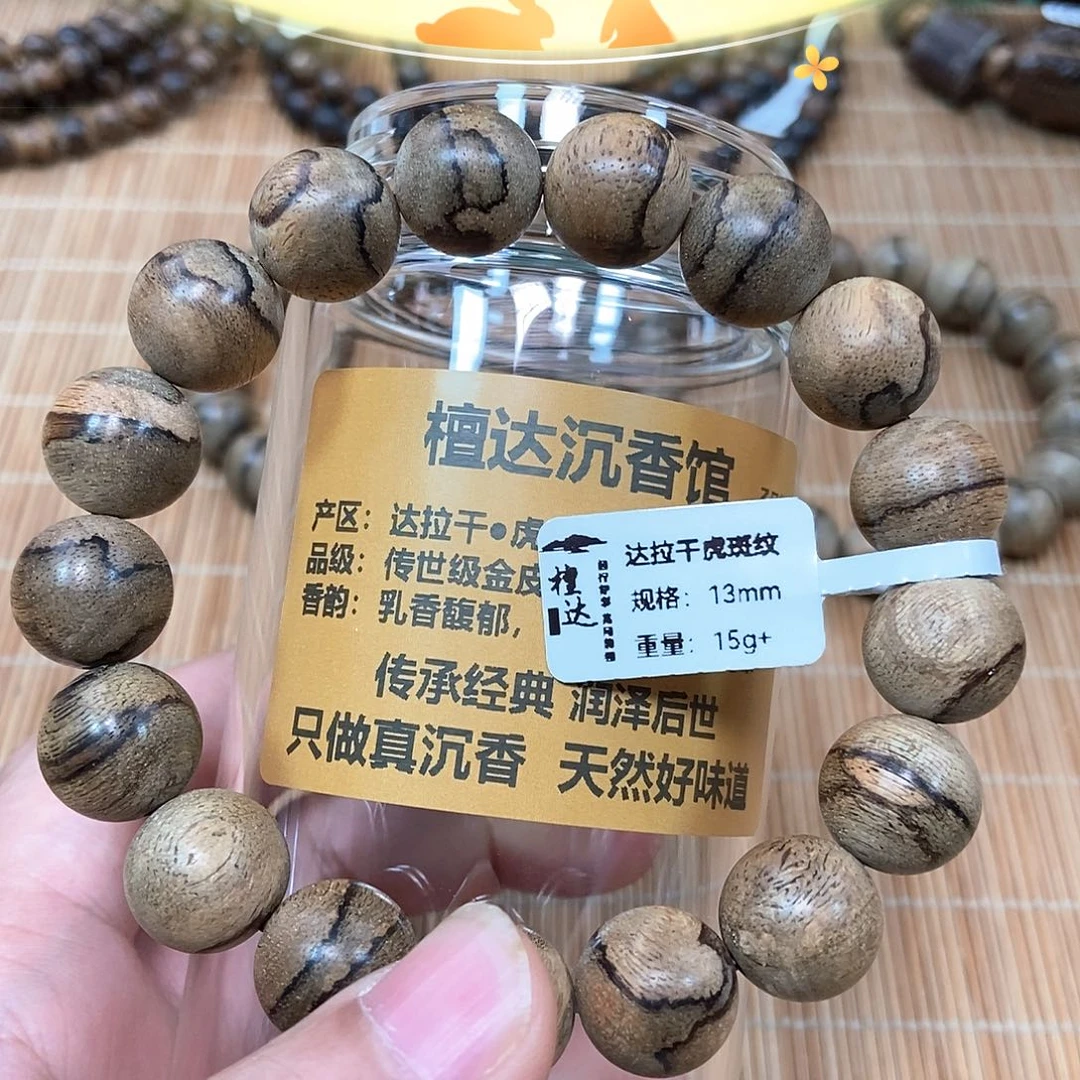 檀达沉香馆
产区：达拉干●虎
品级：传世级金皮
香韵：乳香馥郁，
传承经典 润泽后世
只做真沉香 天然好味道
檀达
达拉干虎斑纹
规格：13mm
重量：15g+